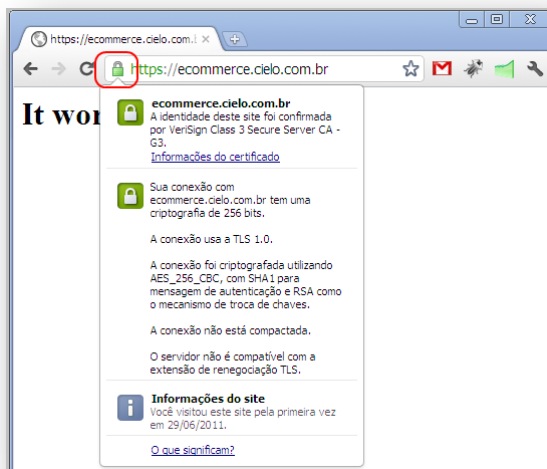 https://ecommerce.cielo.com.b
https://ecommerce.cielo.com.br
It wor
ecommerce.cielo.com.br
A identidade deste site foi confirmada
por VeriSign Class 3 Secure Server CA -
G3.
Informações do certificado
Sua conexão com
ecommerce.cielo.com.br tem uma
criptografia de 256 bits.
A conexão usa a TLS 1.0.
A conexão foi criptografada utilizando
AES_256_CBC, com SHA1 para
mensagem de autenticação e RSA como
o mecanismo de troca de chaves.
A conexão não está compactada.
O servidor não é compatível com a
extensão de renegociação TLS.
Informações do site
Você visitou este site pela primeira vez
em 29/06/2011.
O que significam?